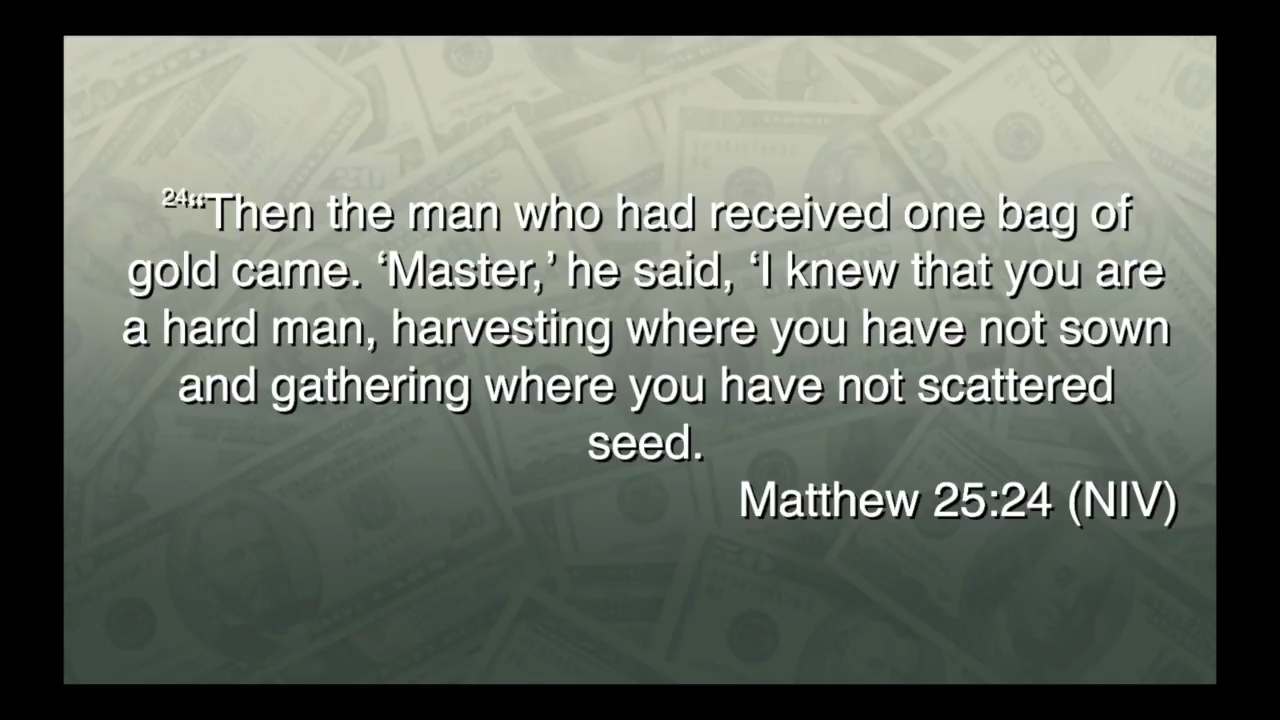 24“Then the man who had received one bag of
gold came. ‘Master,’ he said, ‘I knew that you are
a hard man, harvesting where you have not sown
and gathering where you have not scattered
seed.
Matthew 25:24 (NIV)